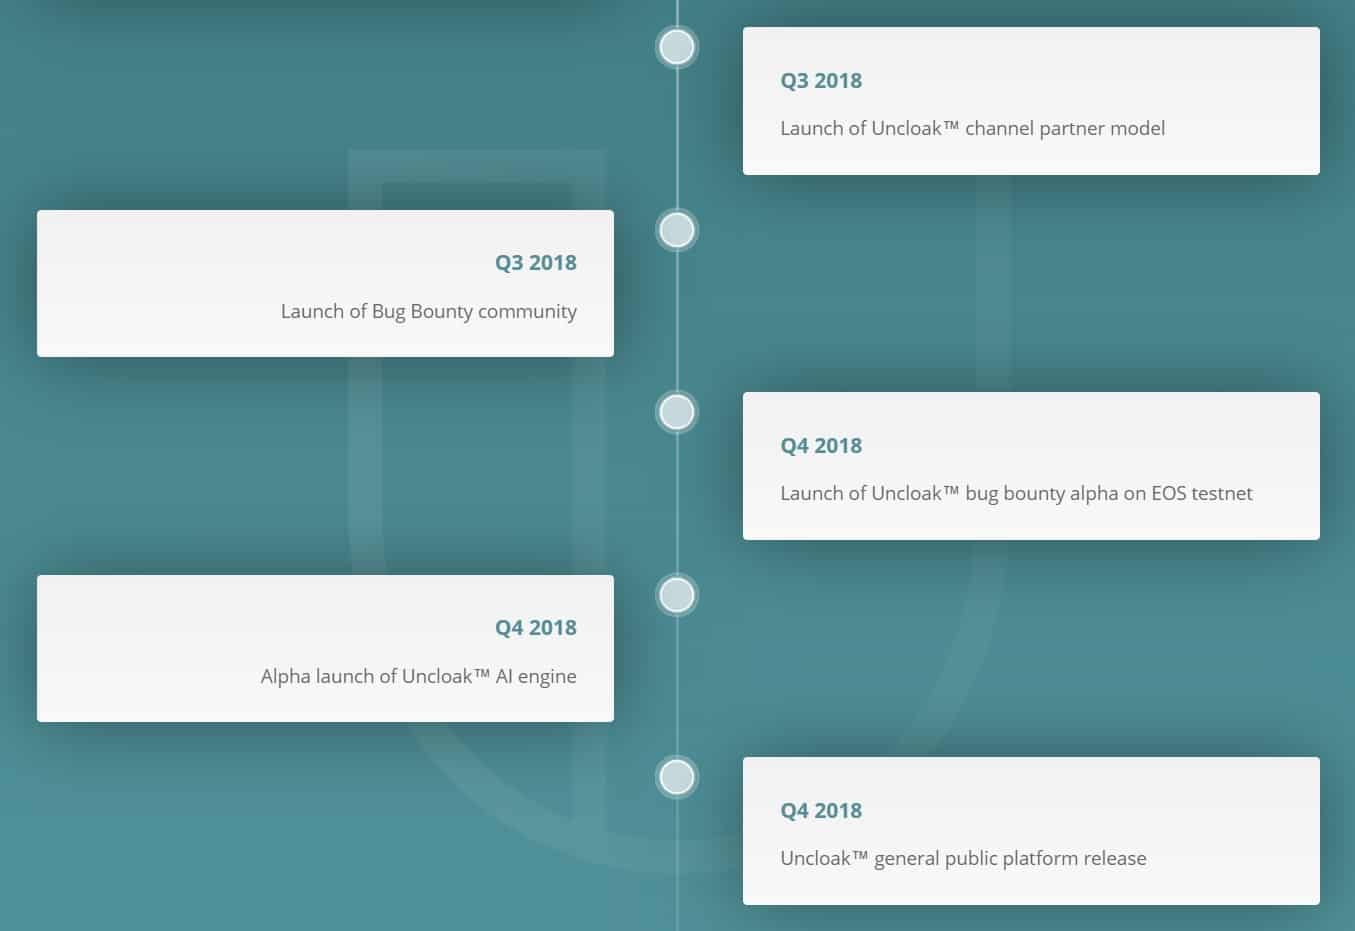 Q3 2018
Launch of Uncloak™ channel partner model
Q3 2018
Launch of Bug Bounty community
Q4 2018
Launch of Uncloak™ bug bounty alpha on EOS testnet
Q4 2018
Alpha launch of Uncloak™ AI engine
Q4 2018
Uncloak™ general public platform release